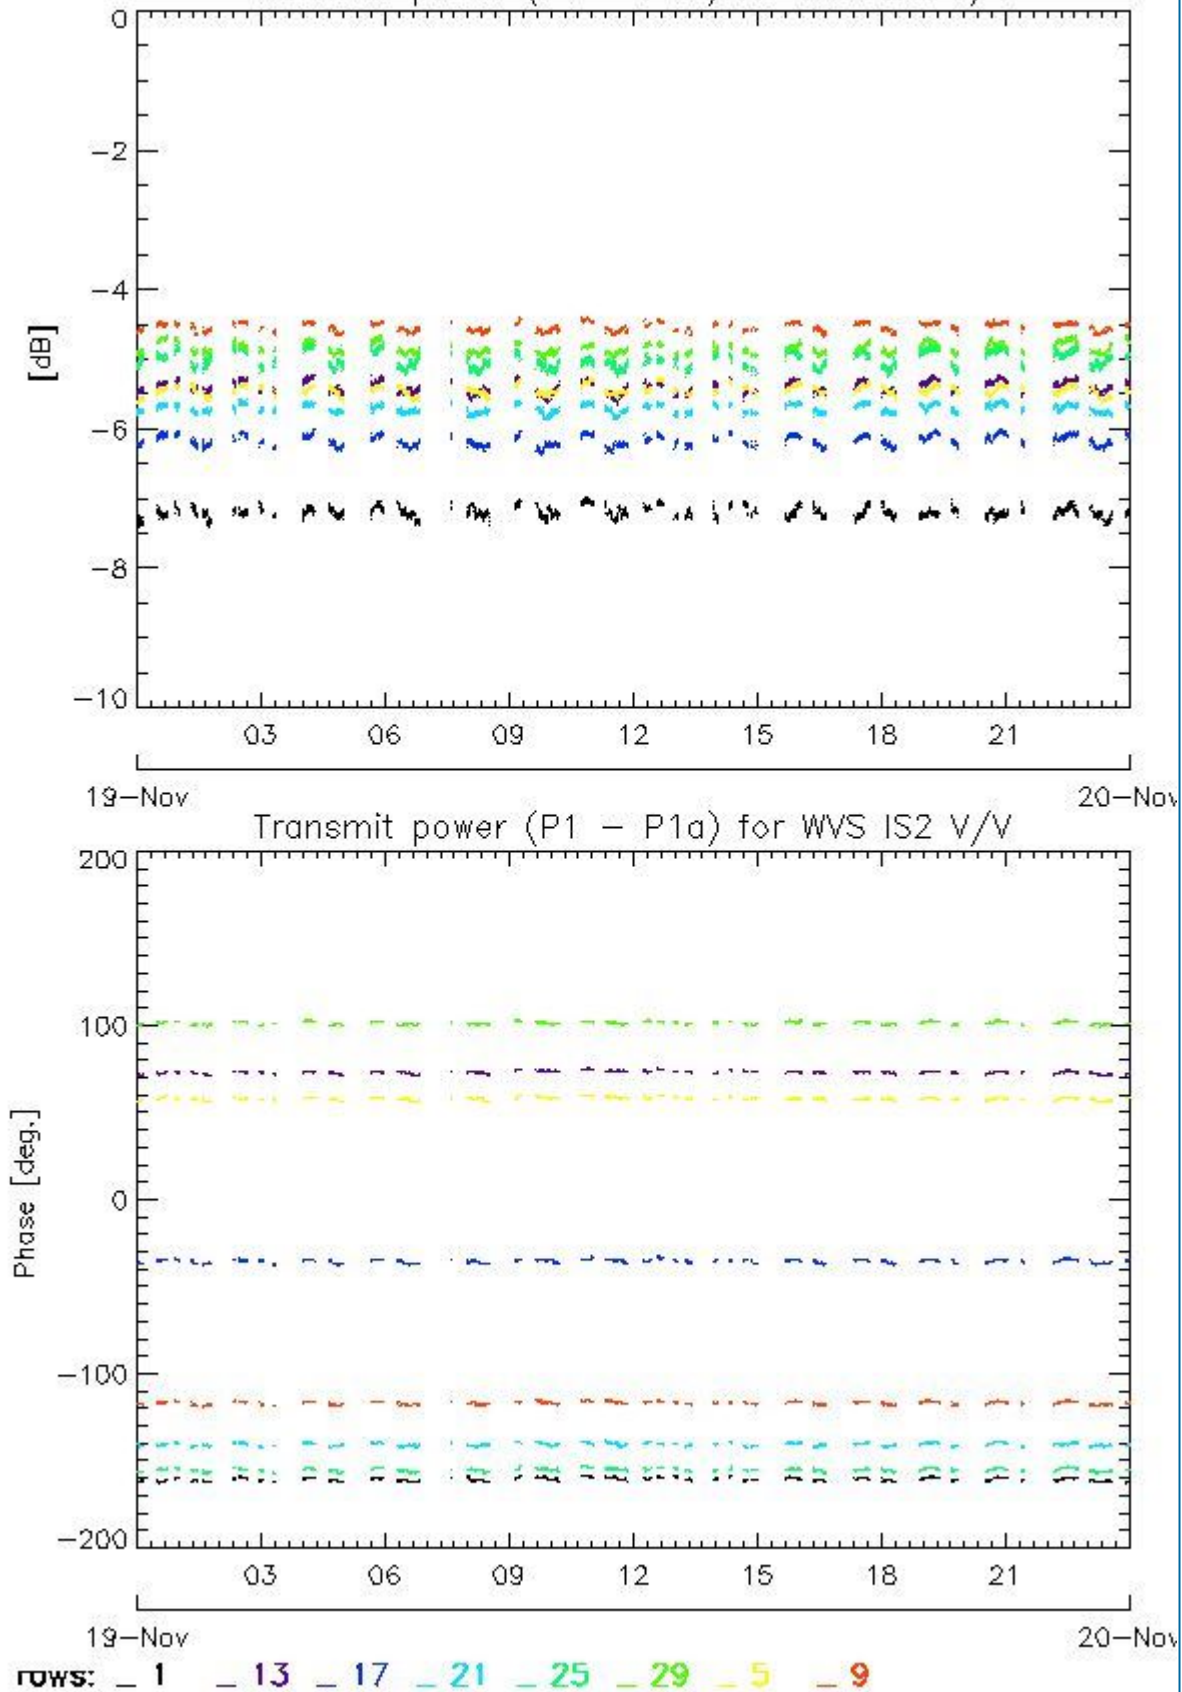 0
-2
-4
[dB]
-6
-8
-10
03 06 09 12 15 18 21
19-Nov 20-Nov
Transmit power (P1 - P1a) for WVS IS2 V/V
200
100
Phase [deg.]
0
-100
-200
03 06 09 12 15 18 21
19-Nov 20-Nov
rows: _ 1 _ 13 _ 17 _ 21 _ 25 _ 29 _ 5 _ 9